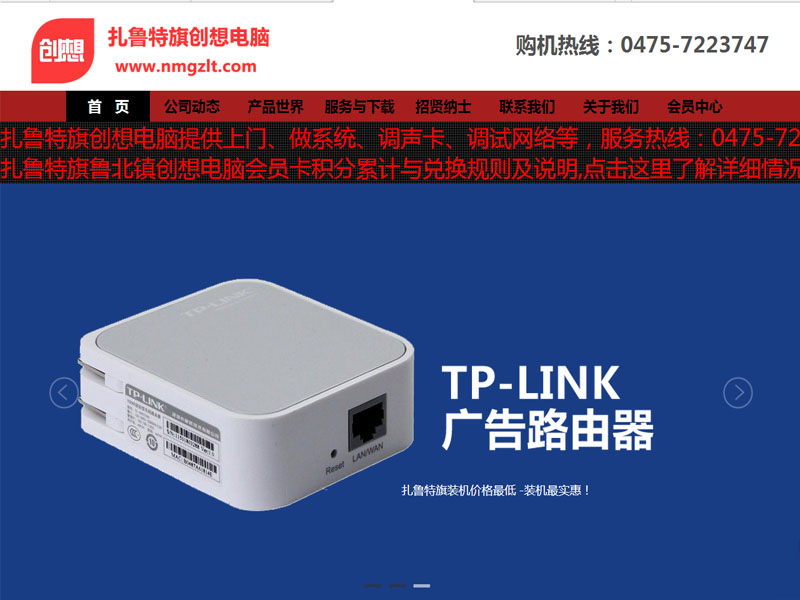 创想
扎鲁特旗创想电脑
www.nmgzlt.com
购机热线：0475-7223747
首 页 公司动态 产品世界 服务与下载 招贤纳士 联系我们 关于我们 会员中心
扎鲁特旗创想电脑提供上门、做系统、调声卡、调试网络等，服务热线：0475-72
扎鲁特旗鲁北镇创想电脑会员卡积分累计与兑换规则及说明,点击这里了解详细情况
TP-LINK
TP-LINK
Reset LAN/WAN
TP-LINK
广告路由器
扎鲁特旗装机价格最低 -装机最实惠！